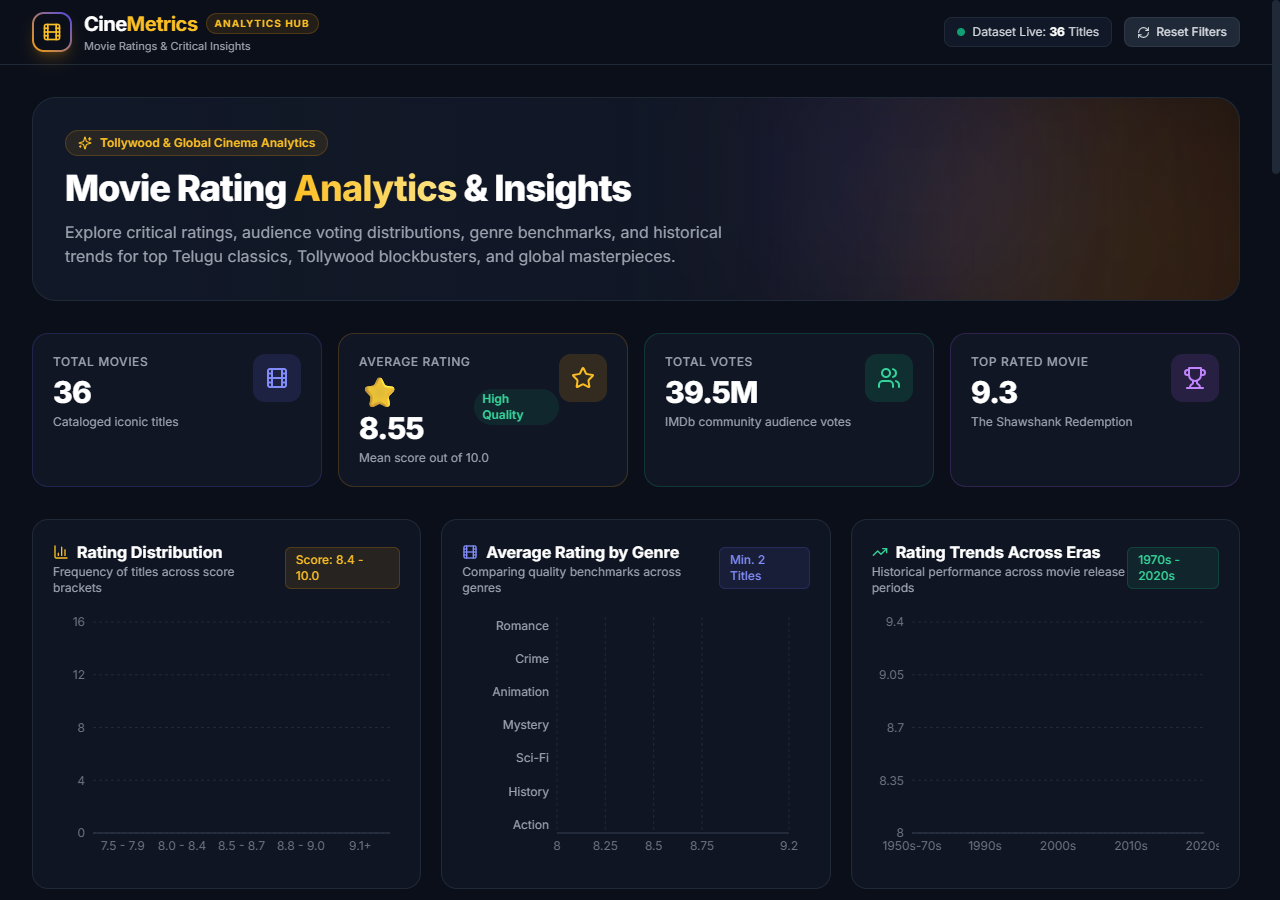 CineMetrics ANALYTICS HUB
Movie Ratings & Critical Insights
Dataset Live: 36 Titles
Reset Filters
Tollywood & Global Cinema Analytics
Movie Rating Analytics & Insights
Explore critical ratings, audience voting distributions, genre benchmarks, and historical
trends for top Telugu classics, Tollywood blockbusters, and global masterpieces.
TOTAL MOVIES
36
Cataloged iconic titles
AVERAGE RATING
8.55
High
Quality
Mean score out of 10.0
TOTAL VOTES
39.5M
IMDb community audience votes
TOP RATED MOVIE
9.3
The Shawshank Redemption
Rating Distribution
Frequency of titles across score
brackets
Score: 8.4 -
10.0
16
12
8
4
0
7.5 - 7.9 8.0 - 8.4 8.5 - 8.7 8.8 - 9.0 9.1+
Average Rating by Genre
Comparing quality benchmarks across
genres
Min. 2
Titles
Romance
Crime
Animation
Mystery
Sci-Fi
History
Action
8 8.25 8.5 8.75 9.2
Rating Trends Across Eras
Historical performance across movie release
periods
1970s -
2020s
9.4
9.05
8.7
8.35
8
1950s-70s 1990s 2000s 2010s 2020s